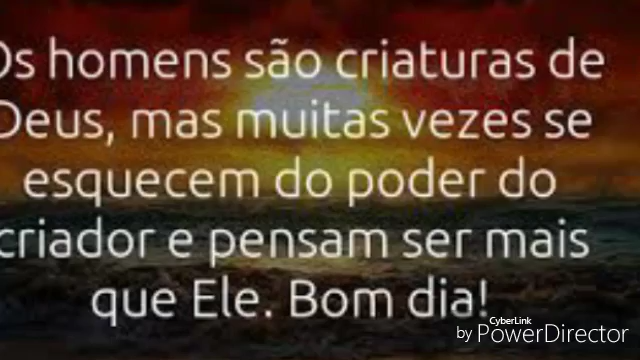 Os homens são criaturas de
Deus, mas muitas vezes se
esquecem do poder do
criador e pensam ser mais
que Ele. Bom dia!
CyberLink
by PowerDirector